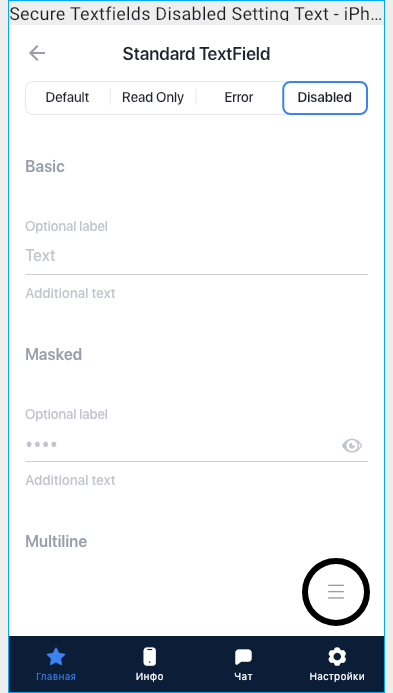 Secure Textfields Disabled Setting Text - iPh...
Standard TextField
Default
Read Only
Error
Disabled
Basic
Optional label
Text
Additional text
Masked
Optional label
••••
Additional text
Multiline
Главная
Инфо
Чат
Настройки